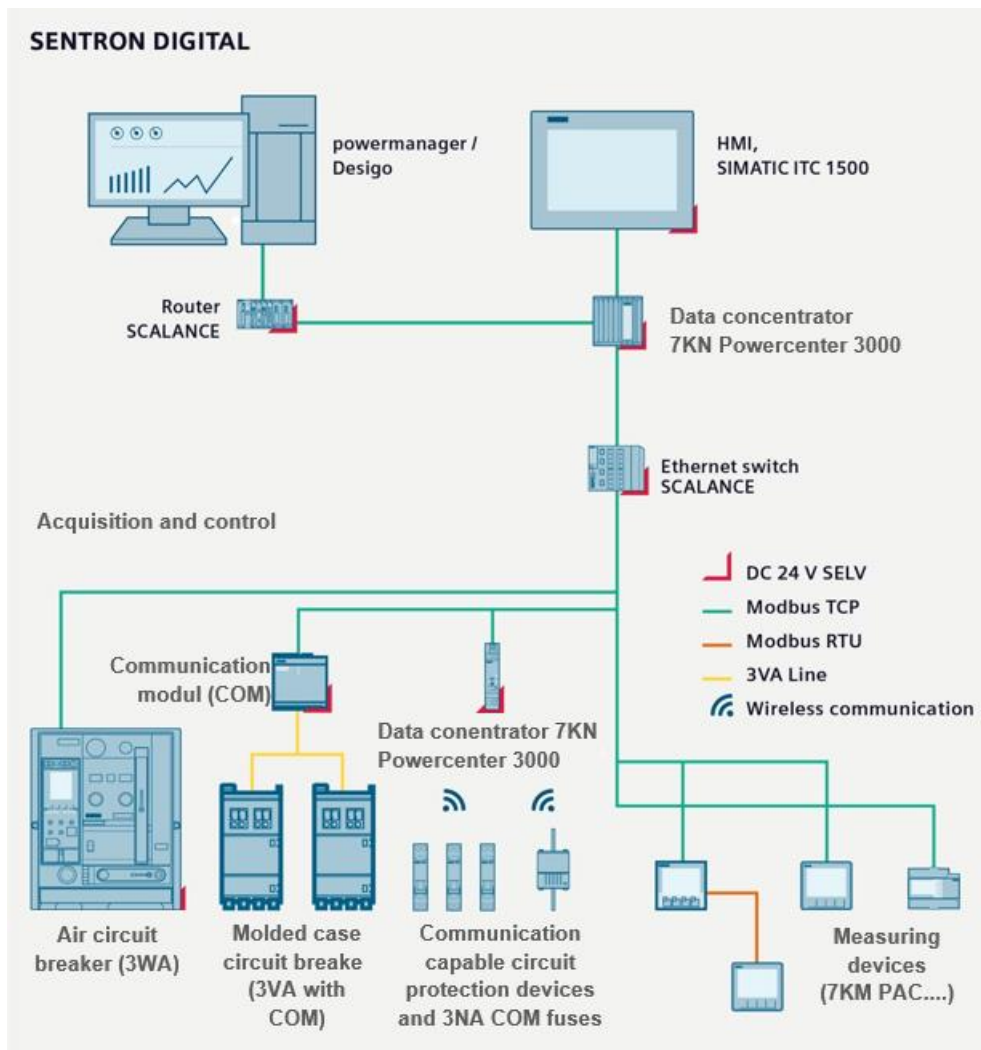 SENTRON DIGITAL
powermanager /
Desigo
HMI,
SIMATIC ITC 1500
Router
SCALANCE
Data concentrator
7KN Powercenter 3000
Ethernet switch
SCALANCE
Acquisition and control
DC 24 V SELV
Modbus TCP
Modbus RTU
3VA Line
Wireless communication
Communication
modul (COM)
Data conentrator 7KN
Powercenter 3000
Air circuit
breaker (3WA)
Molded case
circuit breake
(3VA with
COM)
Communication
capable circuit
protection devices
and 3NA COM fuses
Measuring
devices
(7KM PAC....)